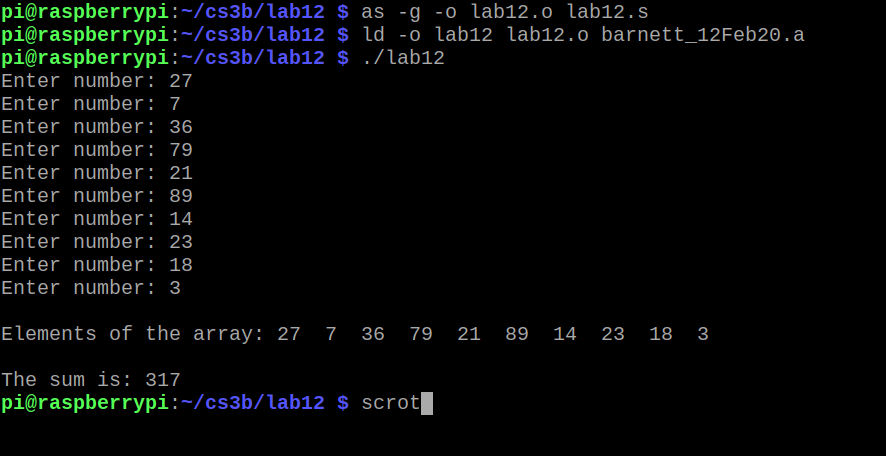 pi@raspberrypi:~/cs3b/lab12 $ as -g -o lab12.o lab12.s
pi@raspberrypi:~/cs3b/lab12 $ ld -o lab12 lab12.o barnett_12Feb20.a
pi@raspberrypi:~/cs3b/lab12 $ ./lab12
Enter number: 27
Enter number: 7
Enter number: 36
Enter number: 79
Enter number: 21
Enter number: 89
Enter number: 14
Enter number: 23
Enter number: 18
Enter number: 3
Elements of the array: 27  7  36  79  21  89  14  23  18  3
The sum is: 317
pi@raspberrypi:~/cs3b/lab12 $ scrot